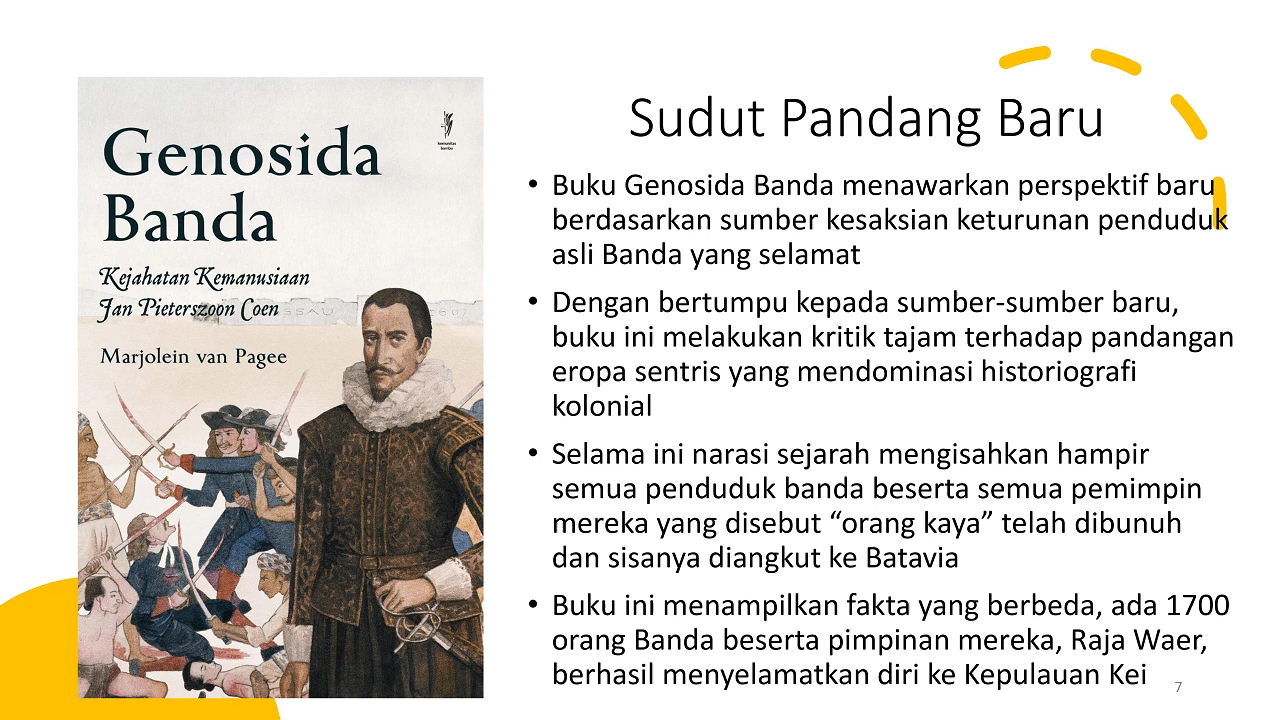 Genosida
Banda
Kejahatan Kemanusiaan
Jan Pieterszoon Coen
Marjolein van Pagee
komunitas
bambu
Sudut Pandang Baru
• Buku Genosida Banda menawarkan perspektif baru
berdasarkan sumber kesaksian keturunan penduduk
asli Banda yang selamat
• Dengan bertumpu kepada sumber-sumber baru,
buku ini melakukan kritik tajam terhadap pandangan
eropa sentris yang mendominasi historiografi
kolonial
• Selama ini narasi sejarah mengisahkan hampir
semua penduduk banda beserta semua pemimpin
mereka yang disebut “orang kaya” telah dibunuh
dan sisanya diangkut ke Batavia
• Buku ini menampilkan fakta yang berbeda, ada 1700
orang Banda beserta pimpinan mereka, Raja Waer,
berhasil menyelamatkan diri ke Kepulauan Kei
7